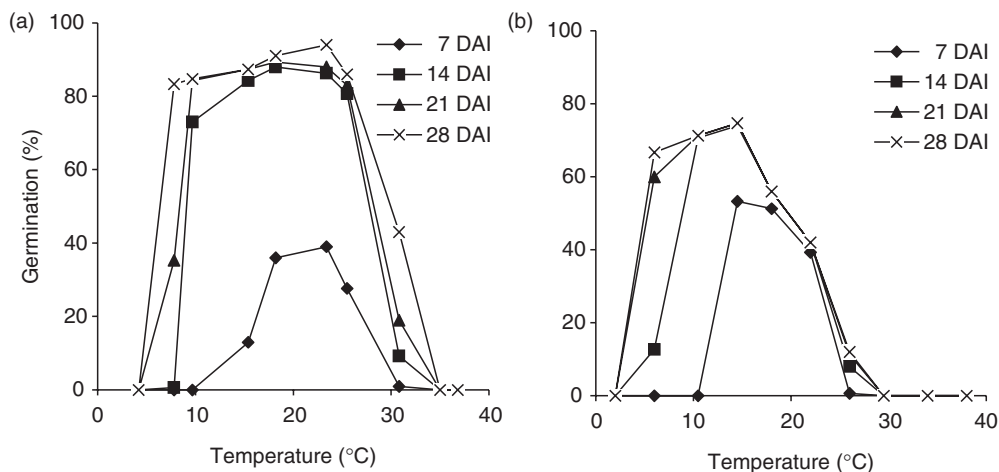 (a)
100
80
60
40
20
0
Germination (%)
7 DAI
14 DAI
21 DAI
28 DAI
0 10 20 30 40
Temperature (°C)
(b)
100
80
60
40
20
0
7 DAI
14 DAI
21 DAI
28 DAI
0 10 20 30 40
Temperature (°C)